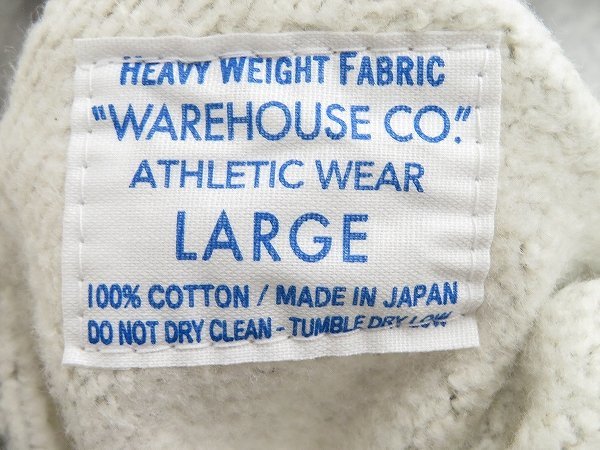 HEAVY WEIGHT FABRIC
"WAREHOUSE CO."
ATHLETIC WEAR
LARGE
100% COTTON / MADE IN JAPAN
DO NOT DRY CLEAN - TUMBLE DRY LOW